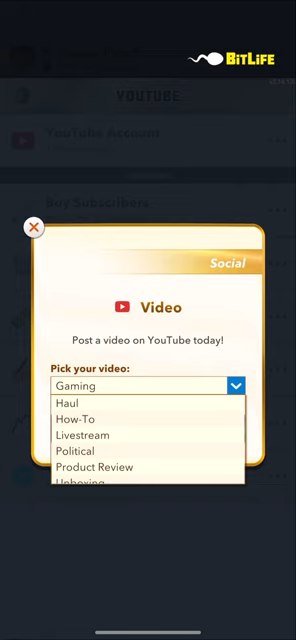 BITLIFE
YOUTUBE
YouTube Account
Buy Subscribers
Social
Video
Post a video on YouTube today!
Pick your video:
Gaming
Haul
How-To
Livestream
Political
Product Review
Unboxing